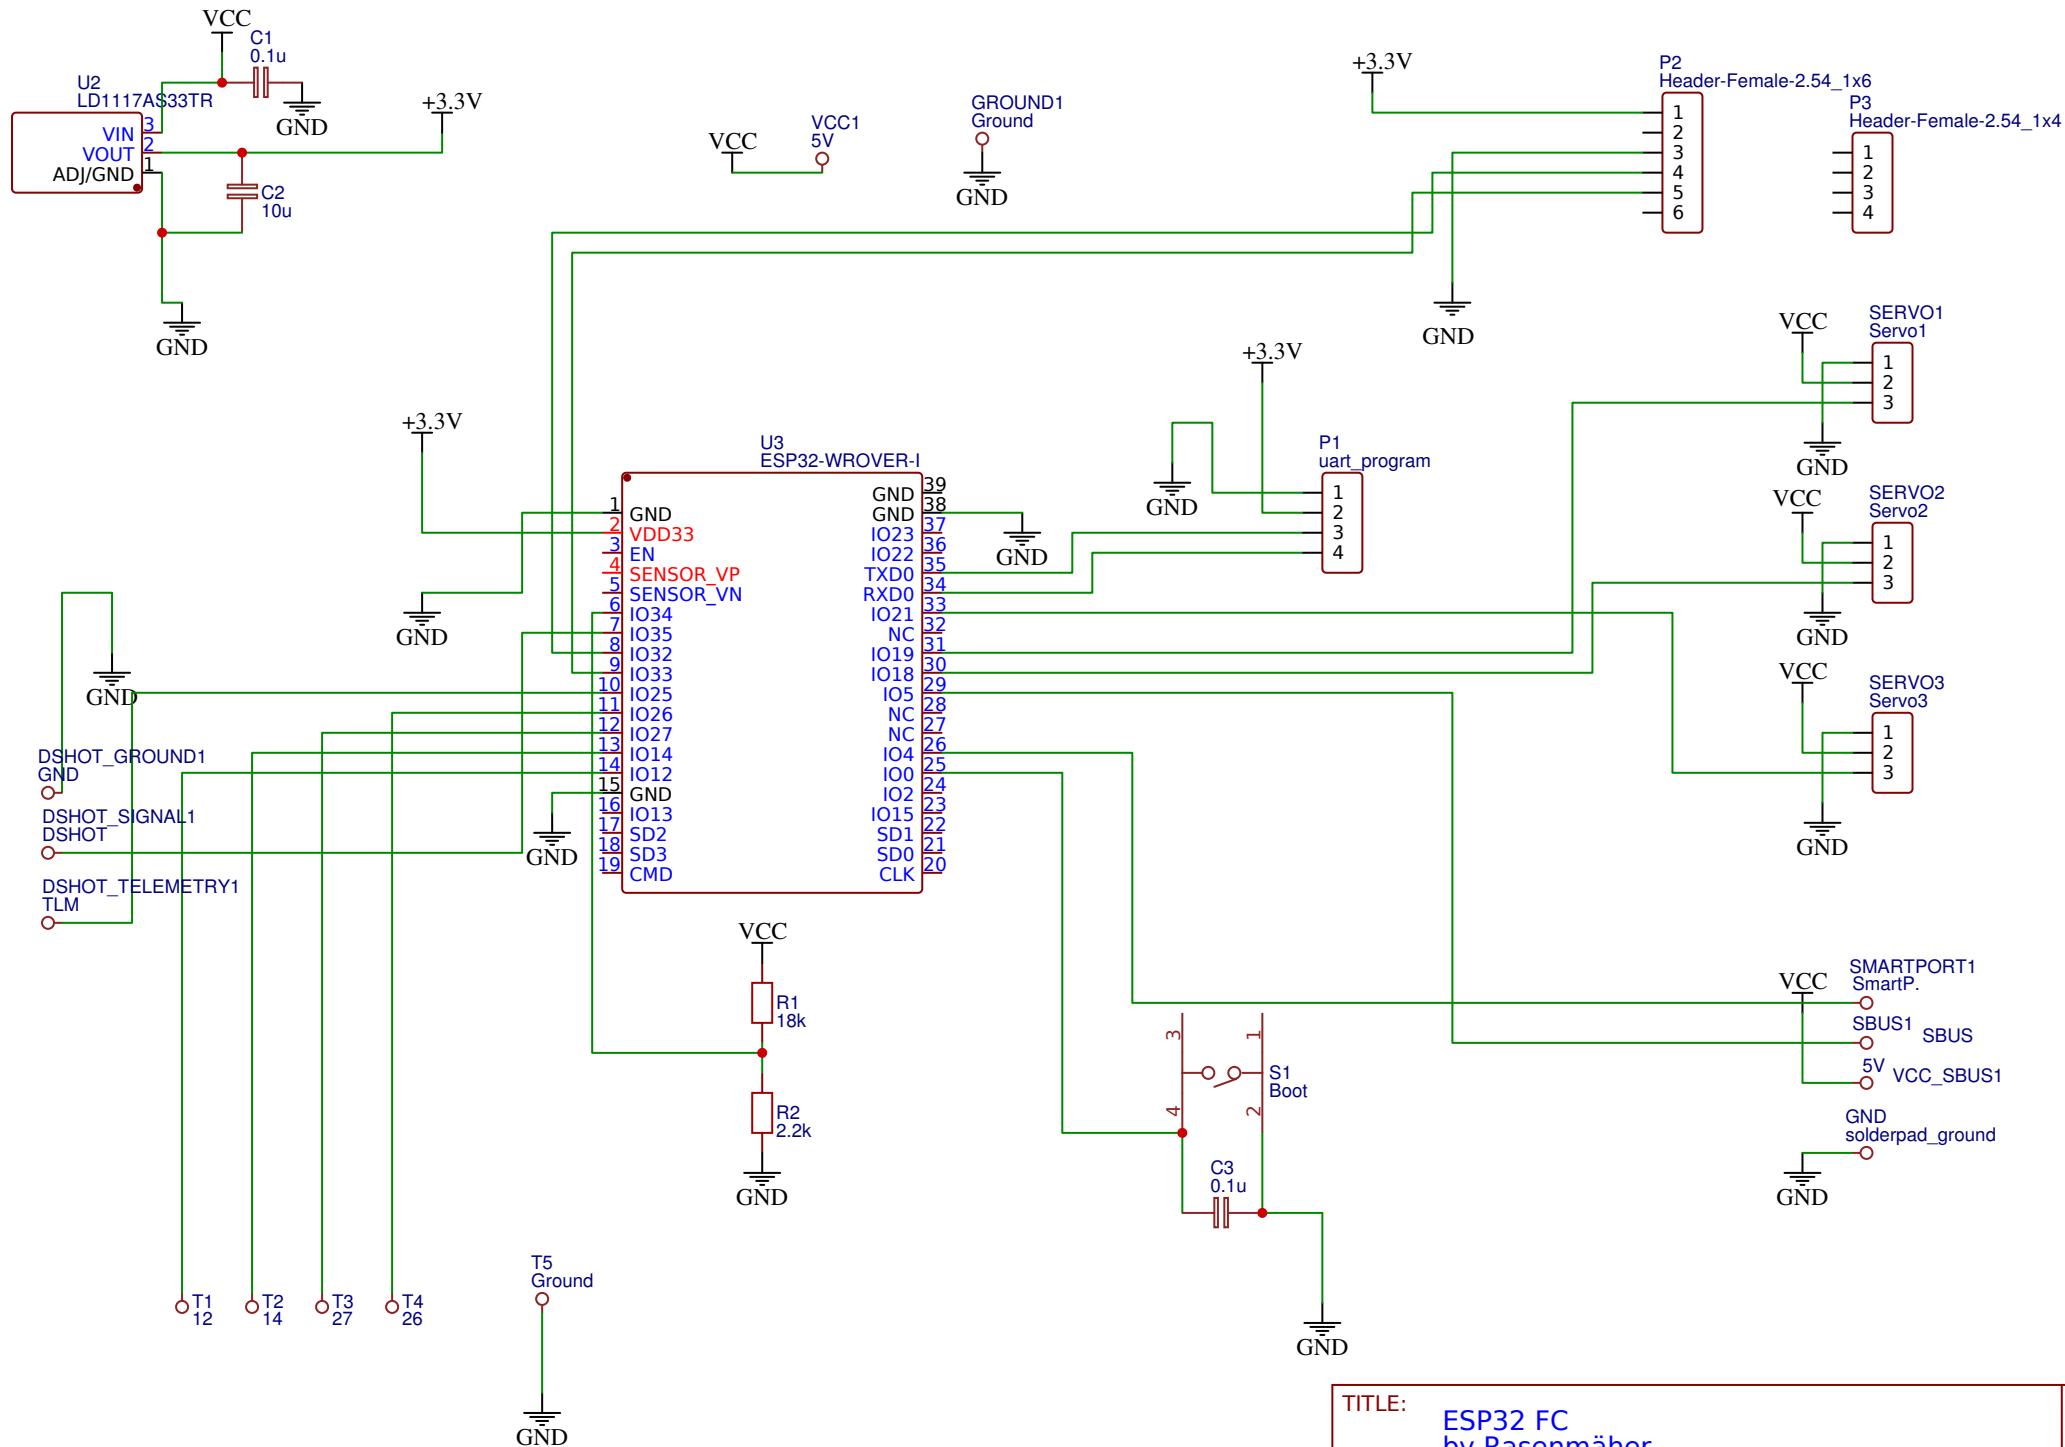 VCC
C1
0.1u
U2
LD1117AS33TR
VIN
3
VOUT
2
ADJ/GND
1
GND
+3.3V
C2
10u
GND
VCC
VCC1
5V
GROUND1
Ground
GND
+3.3V
P2
Header-Female-2.54_1x6
1
2
3
4
5
6
P3
Header-Female-2.54_1x4
1
2
3
4
GND
VCC
SERVO1
Servo1
1
2
3
GND
VCC
SERVO2
Servo2
1
2
3
GND
VCC
SERVO3
Servo3
1
2
3
GND
+3.3V
P1
uart_program
1
2
3
4
GND
+3.3V
GND
U3
ESP32-WROVER-I
1 GND
2 VDD33
3 EN
4 SENSOR_VP
5 SENSOR_VN
6 IO34
7 IO35
8 IO32
9 IO33
10 IO25
11 IO26
12 IO27
13 IO14
14 IO12
15 GND
16 IO13
17 SD2
18 SD3
19 CMD
GND 39
GND 38
IO23 37
IO22 36
TXD0 35
RXD0 34
IO21 33
NC 32
IO19 31
IO18 30
IO5 29
NC 28
NC 27
IO4 26
IO0 25
IO2 24
IO15 23
SD1 22
SD0 21
CLK 20
GND
GND
GND
DSHOT_GROUND1
GND
DSHOT_SIGNAL1
DSHOT
DSHOT_TELEMETRY1
TLM
VCC
R1
18k
R2
2.2k
GND
3
1
4
2
S1
Boot
C3
0.1u
GND
VCC
SMARTPORT1
SmartP.
SBUS1
SBUS
5V
VCC_SBUS1
GND
solderpad_ground
GND
T1
12
T2
14
T3
27
T4
26
T5
Ground
GND
TITLE:
ESP32 FC
by Rasenmäher